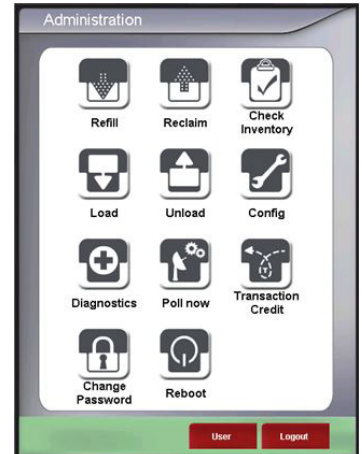 Administration
Refill
Reclaim
Check
Inventory
Load
Unload
Config
Diagnostics
Poll now
Transaction
Credit
Change
Password
Reboot
User
Logout